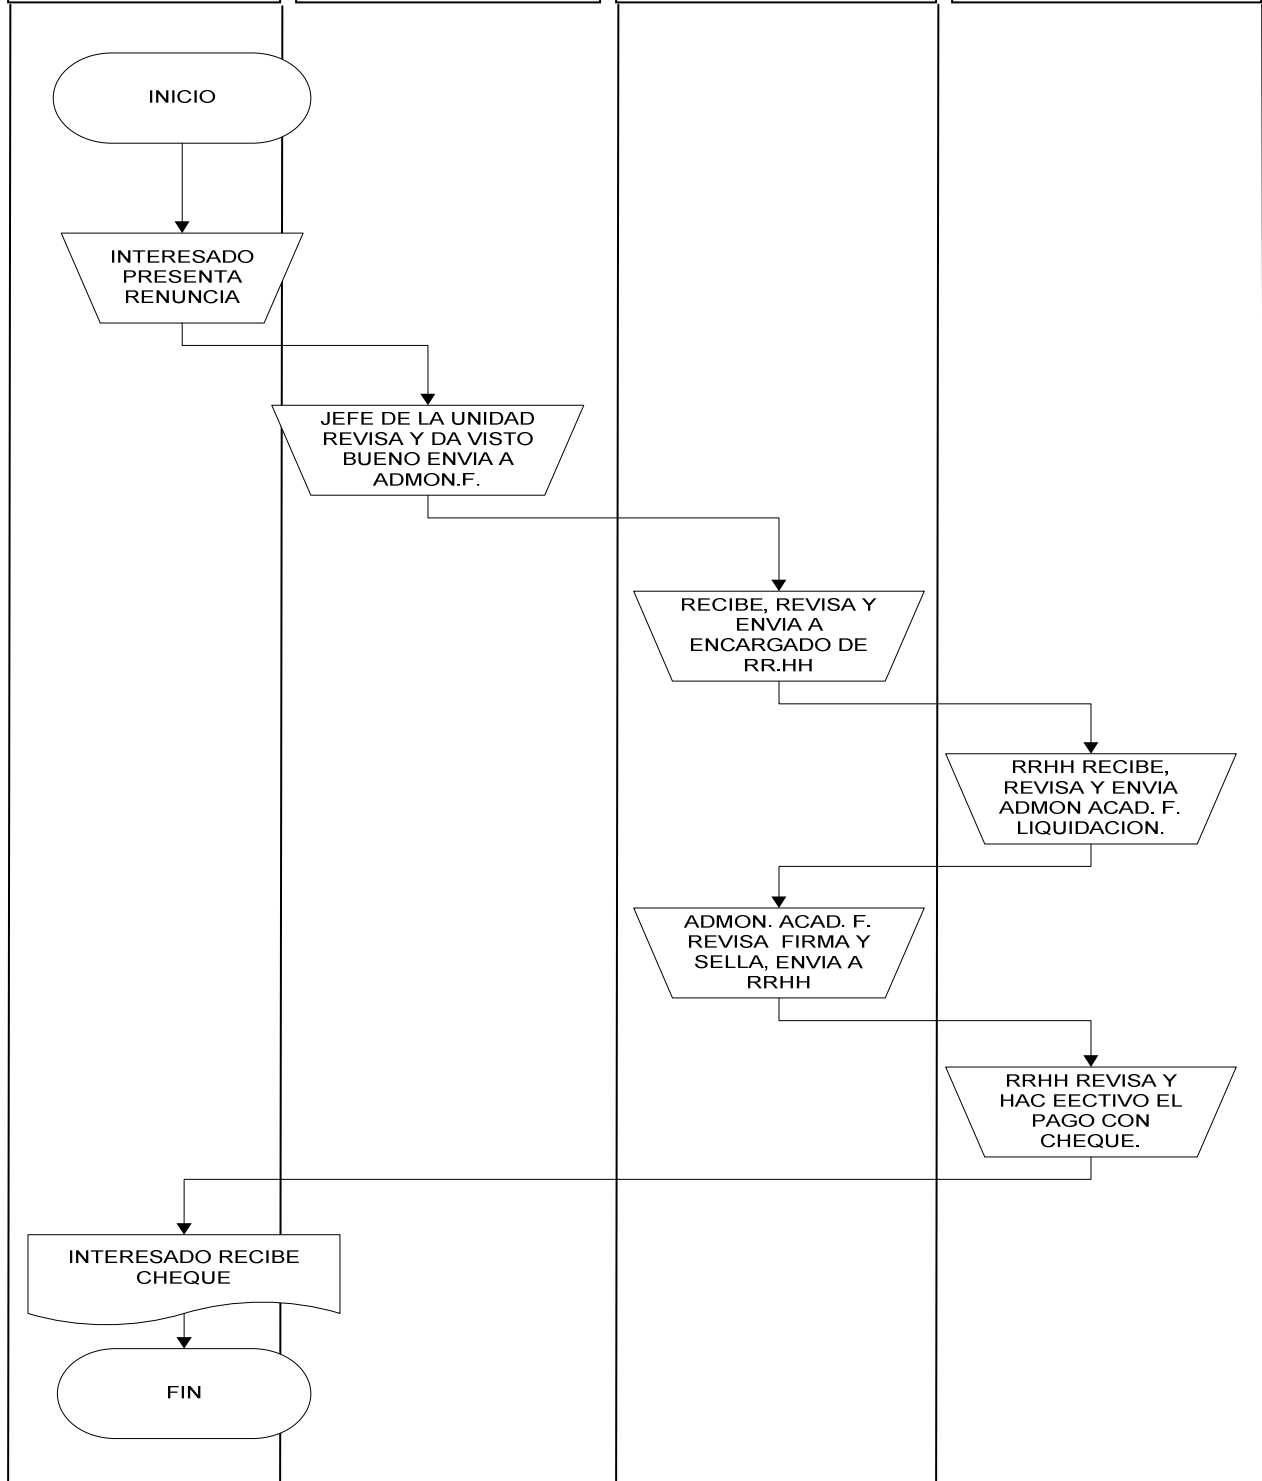 INICIO
INTERESADO
PRESENTA
RENUNCIA
JEFE DE LA UNIDAD
REVISA Y DA VISTO
BUENO ENVIA A
ADMON.F.
RECIBE, REVISA Y
ENVIA A
ENCARGADO DE
RR.HH
RRHH RECIBE,
REVISA Y ENVIA
ADMON ACAD. F.
LIQUIDACION.
ADMON. ACAD. F.
REVISA FIRMA Y
SELLA, ENVIA A
RRHH
RRHH REVISA Y
HAC EECTIVO EL
PAGO CON
CHEQUE.
INTERESADO RECIBE
CHEQUE
FIN